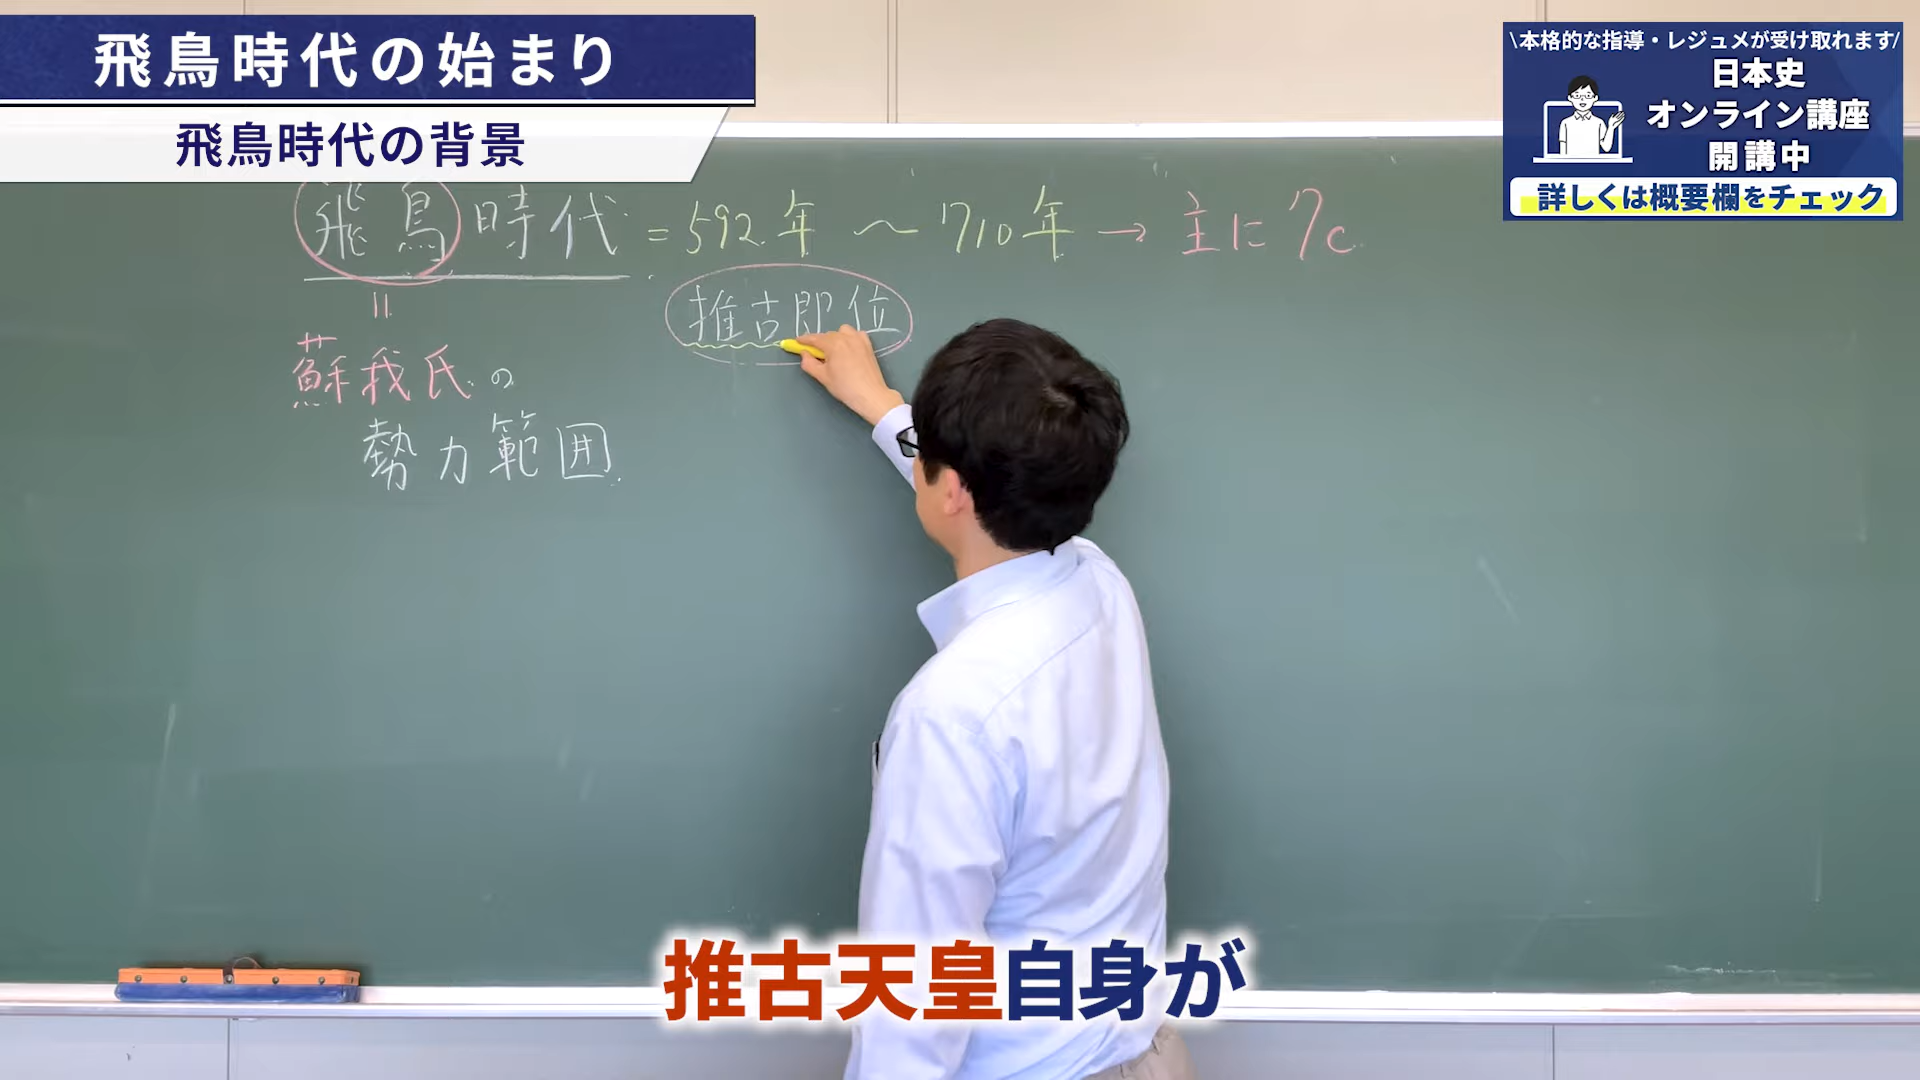 飛鳥時代の始まり
飛鳥時代の背景
\本格的な指導・レジュメが受け取れます/
日本史
オンライン講座
開講中
詳しくは概要欄をチェック
飛鳥時代=592年〜710年→主に7c
推古即位
=
蘇我氏の
勢力範囲
推古天皇自身が